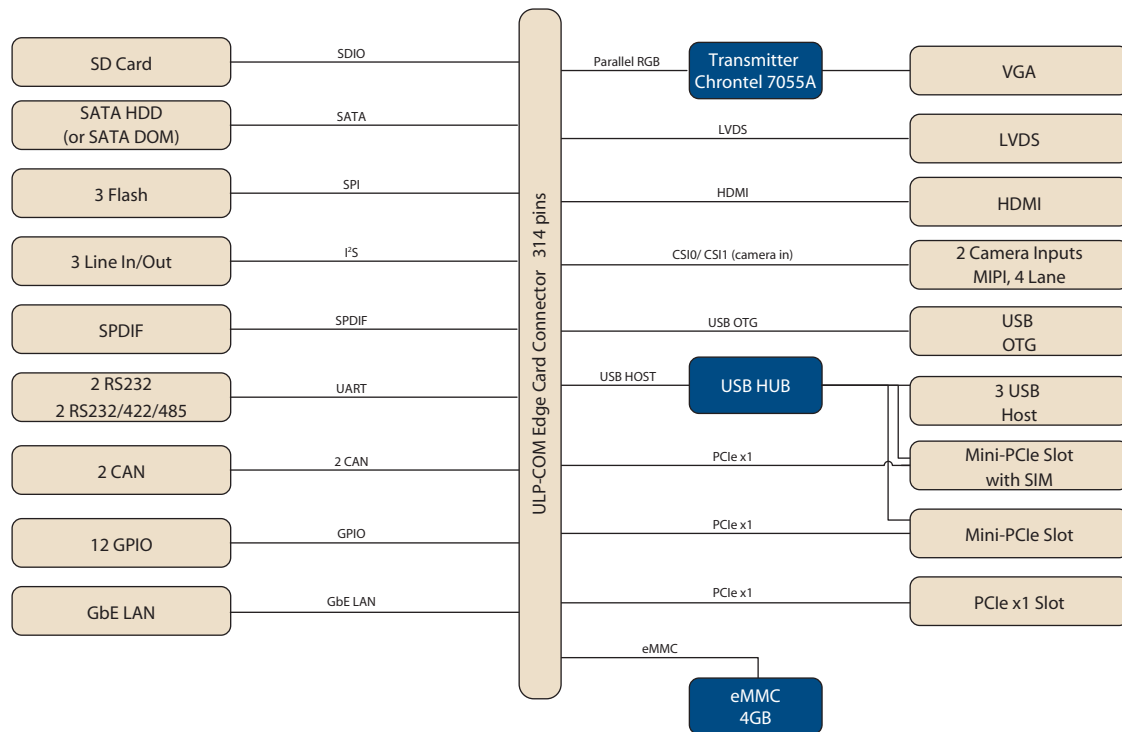 SD Card
SDIO
SATA HDD
(or SATA DOM)
SATA
3 Flash
SPI
3 Line In/Out
I²S
SPDIF
SPDIF
2 RS232
2 RS232/422/485
UART
2 CAN
2 CAN
12 GPIO
GPIO
GbE LAN
GbE LAN
ULP-COM Edge Card Connector 314 pins
Parallel RGB
Transmitter
Chrontel 7055A
VGA
LVDS
LVDS
HDMI
HDMI
CSI0/ CSI1 (camera in)
2 Camera Inputs
MIPI, 4 Lane
USB OTG
USB
OTG
USB HOST
USB HUB
3 USB
Host
PCIe x1
Mini-PCIe Slot
with SIM
PCIe x1
Mini-PCIe Slot
PCIe x1
PCIe x1 Slot
eMMC
eMMC
4GB